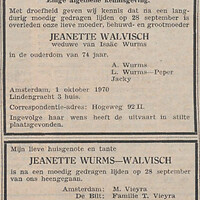 Enige algemene kennisgeving.
Met droefheid geven wij kennis dat na een lang-
durig moedig gedragen lijden op 28 september is
overleden onze lieve moeder, behuwd- en grootmoeder
JEANETTE WALVISCH
weduwe van Isaäc Wurms
in de ouderdom van 74 jaar.
A. Wurms
L. Wurms—Peper
Jacky
Amsterdam, 1 oktober 1970
Lindengracht 3 huis.
Correspondentie-adres: Hogeweg 92 II.
Ingevolge haar wens heeft de uitvaart in stilte
plaatsgevonden.
Mijn lieve huisgenote en tante
JEANETTE WURMS—WALVISCH
is na een moedig gedragen lijden op 28 september
van ons heengegaan.
Amsterdam: M. Vieyra
De Bilt: Familie T. Vieyra